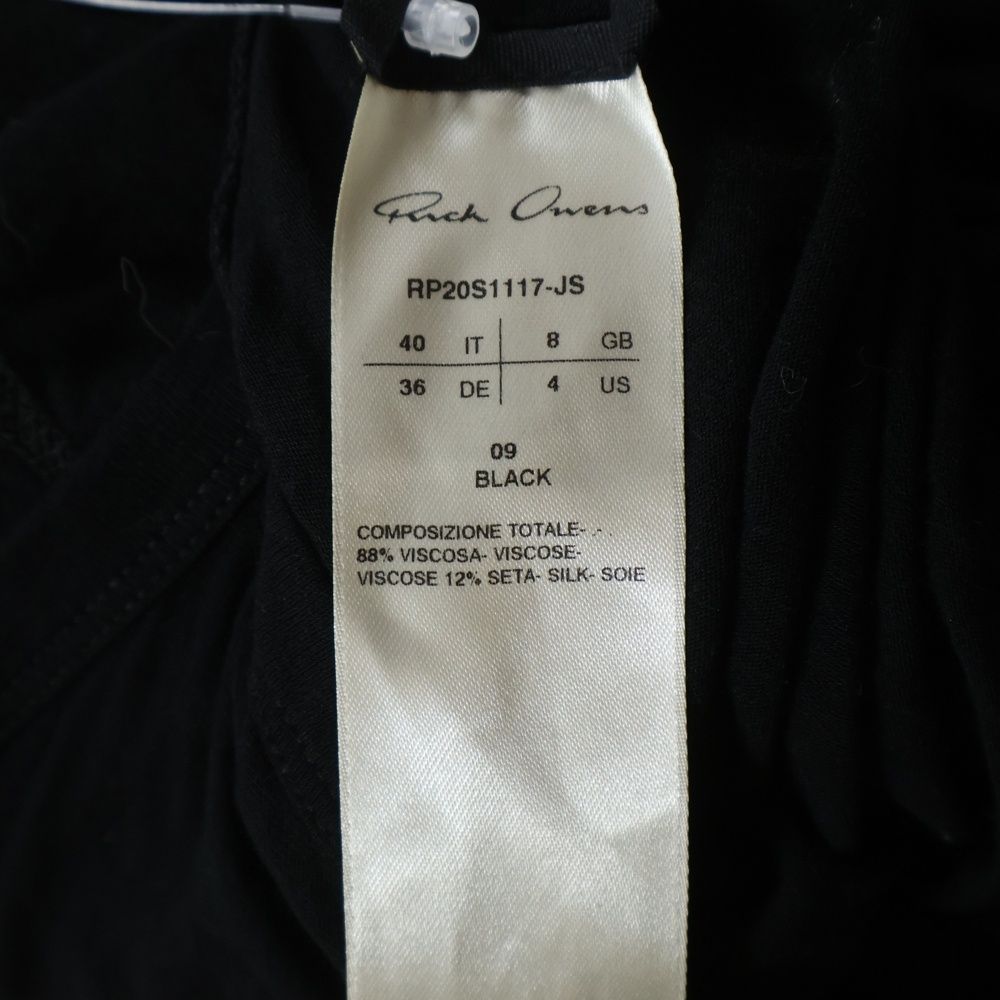 Rick Owens
RP20S1117-JS
40 IT 8 GB
36 DE 4 US
09
BLACK
COMPOSIZIONE TOTALE- .- .
88% VISCOSA- VISCOSE-
VISCOSE 12% SETA- SILK- SOIE